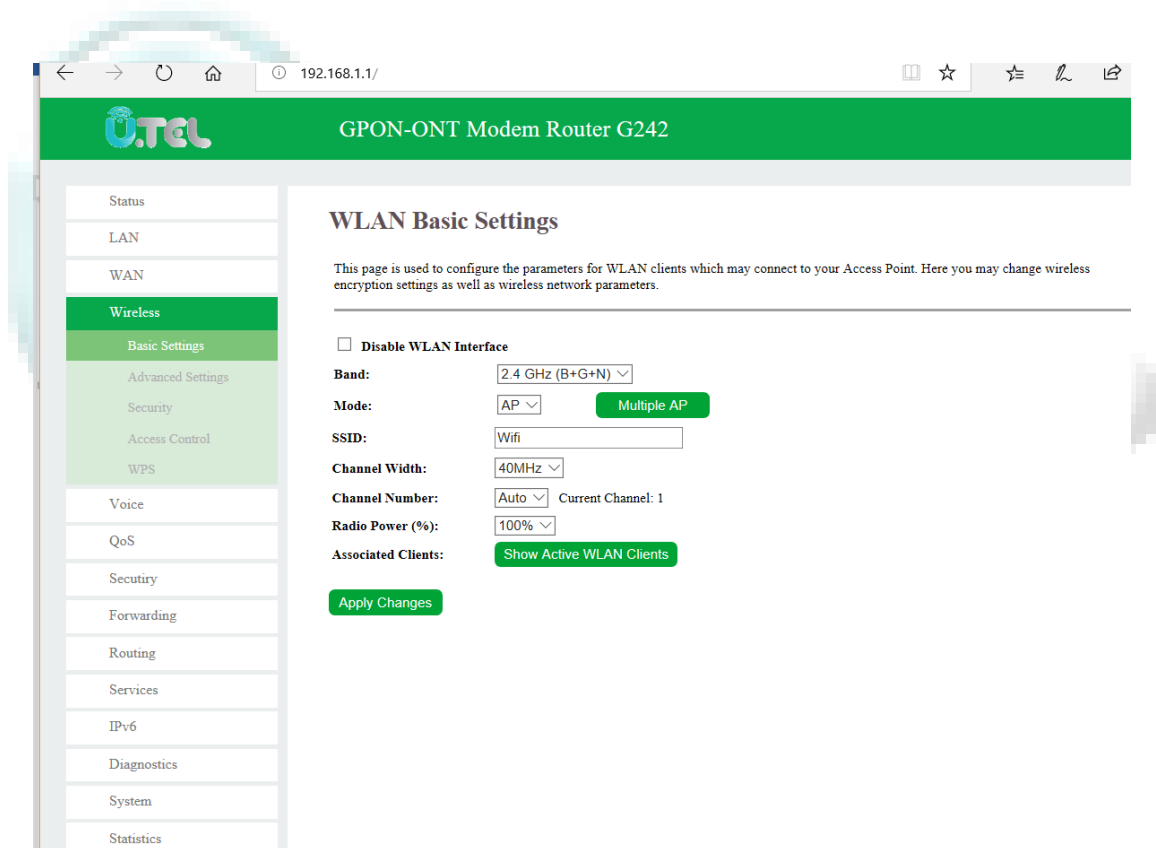 192.168.1.1/
U.TEL
GPON-ONT Modem Router G242
Status
LAN
WAN
Wireless
Basic Settings
Advanced Settings
Security
Access Control
WPS
Voice
QoS
Secutiry
Forwarding
Routing
Services
IPv6
Diagnostics
System
Statistics
WLAN Basic Settings
This page is used to configure the parameters for WLAN clients which may connect to your Access Point. Here you may change wireless
encryption settings as well as wireless network parameters.
Disable WLAN Interface
Band: 2.4 GHz (B+G+N)
Mode: AP Multiple AP
SSID: Wifi
Channel Width: 40MHz
Channel Number: Auto Current Channel: 1
Radio Power (%): 100%
Associated Clients: Show Active WLAN Clients
Apply Changes